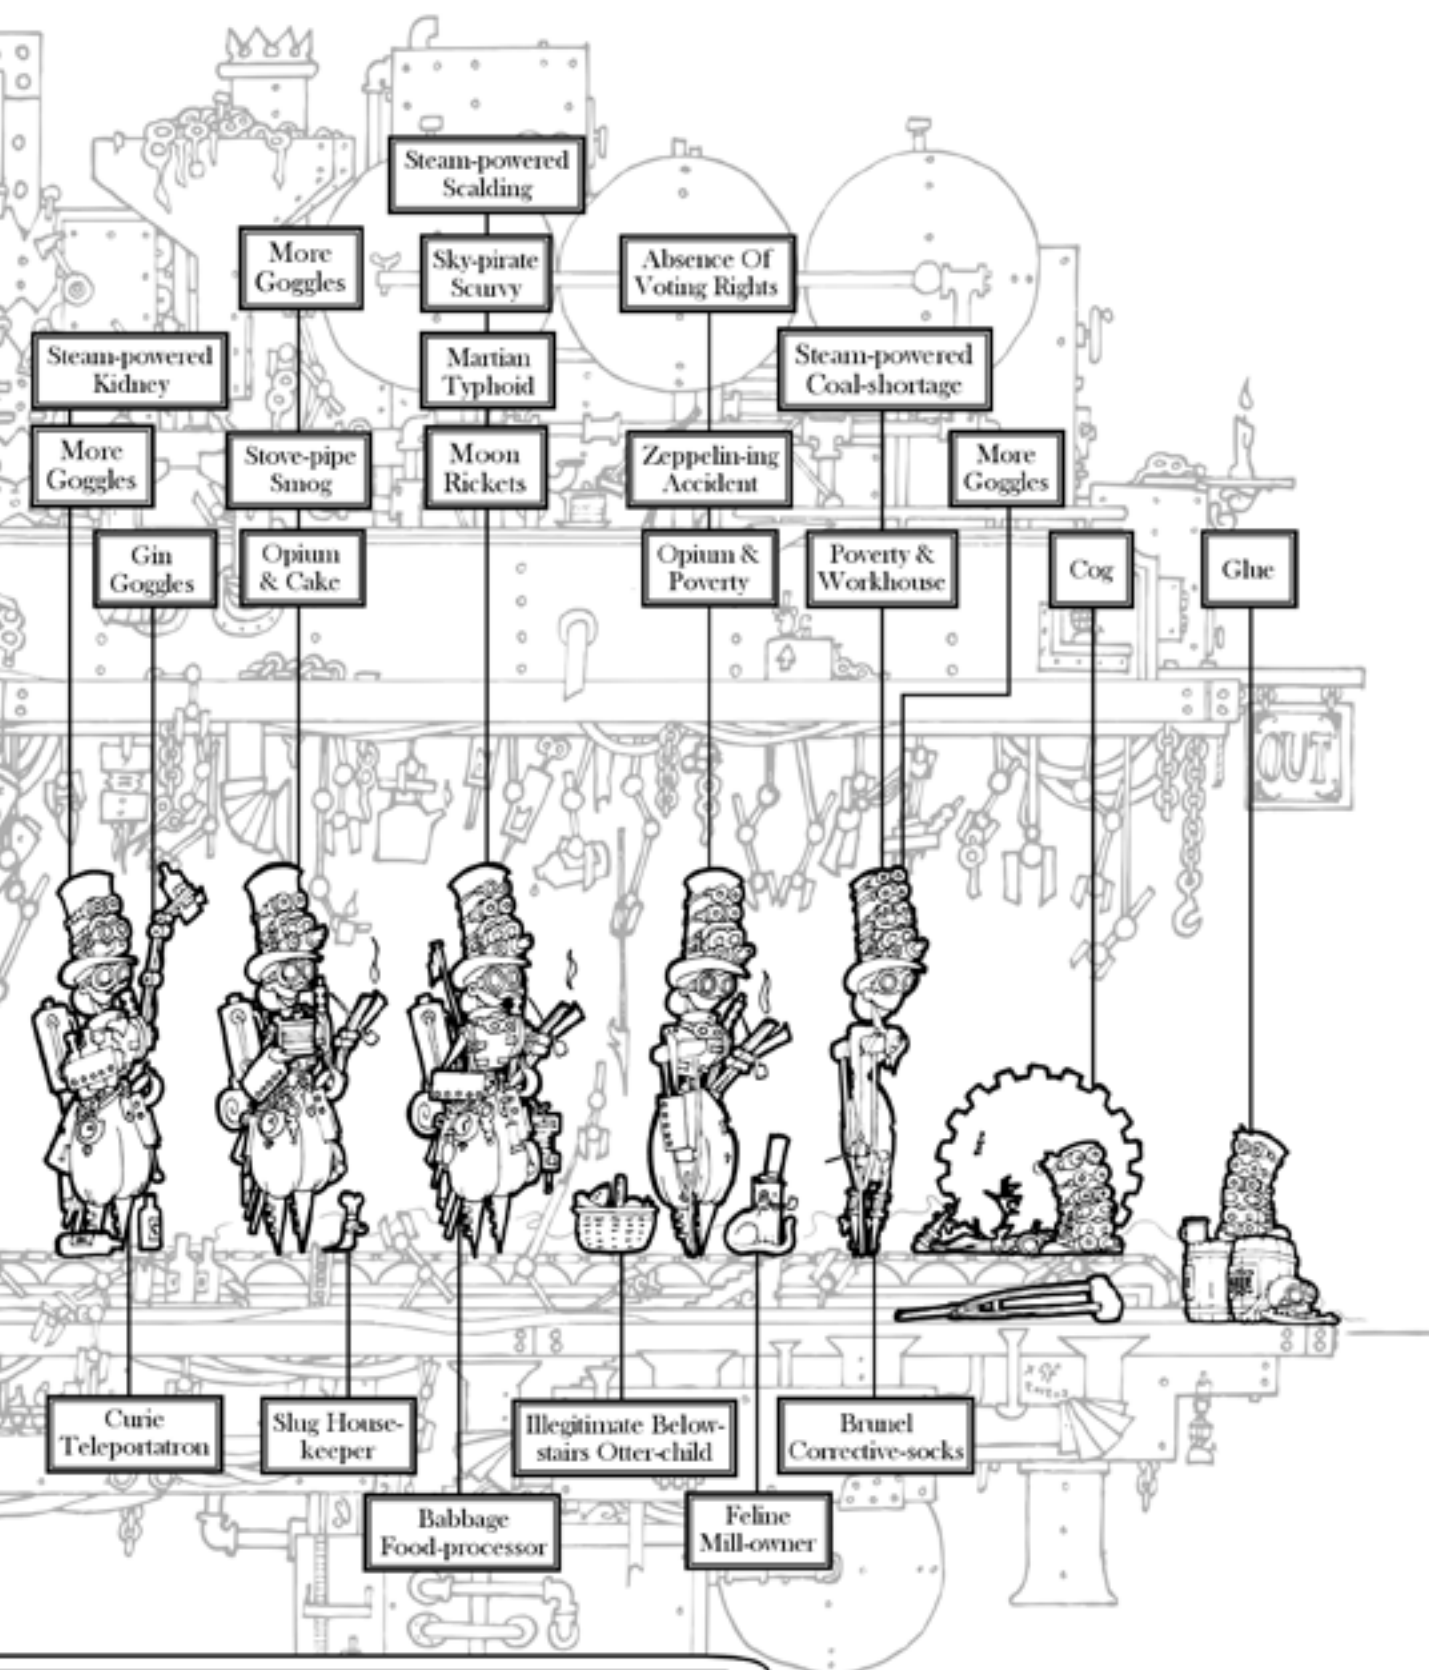 Steam-powered
Scalding
More
Goggles
Sky-pirate
Scurvy
Absence Of
Voting Rights
Steam-powered
Kidney
Martian
Typhoid
Steam-powered
Coal-shortage
More
Goggles
Stove-pipe
Smog
Moon
Rickets
Zeppelin-ing
Accident
More
Goggles
Gin
Goggles
Opium
& Cake
Opium &
Poverty
Poverty &
Workhouse
Cog
Glue
OUT
Curie
Teleportatron
Slug House-
keeper
Illegitimate Below-
stairs Otter-child
Brunel
Corrective-socks
Babbage
Food-processor
Feline
Mill-owner